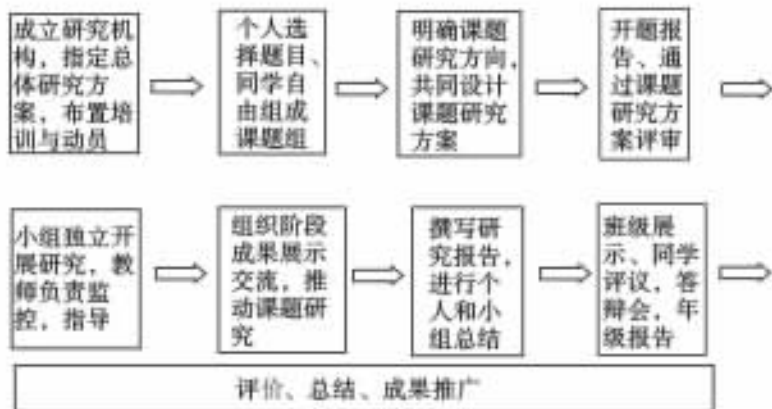 成立研究机
构，指定总
体研究方
案，布置培
训与动员
个人选
择题目、
同学自
由组成
课题组
明确课题
研究方向，
共同设计
课题研究
方案
开题报
告、通
过课题
研究方
案评审
小组独立开
展研究，教
师负责监
控，指导
组织阶段
成果展示
交流，推
动课题研
究
撰写研
究报告，
进行个
人和小
组总结
班级展
示、同学
评议，答
辩会，年
级报告
评价、总结、成果推广